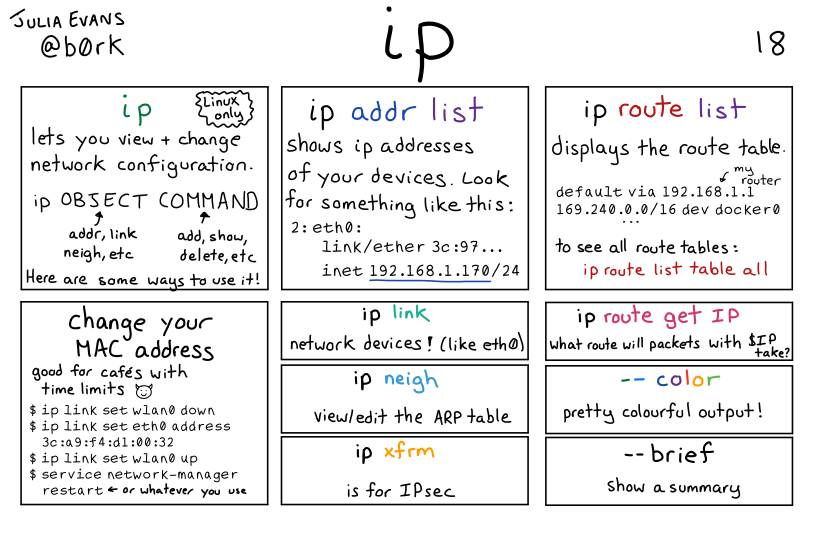 JULIA EVANS
@b0rk
ip
18
ip
Linux
only
lets you view + change
network configuration.
ip OBJECT COMMAND
addr, link
neigh, etc
add, show,
delete, etc
Here are some ways to use it!
ip addr list
shows ip addresses
of your devices. Look
for something like this:
2: eth0:
link/ether 3c:97...
inet 192.168.1.170/24
ip route list
displays the route table.
my
router
default via 192.168.1.1
169.240.0.0/16 dev docker0
...
to see all route tables:
ip route list table all
change your
MAC address
good for cafés with
time limits
$ ip link set wlan0 down
$ ip link set eth0 address
3c:a9:f4:d1:00:32
$ ip link set wlan0 up
$ service network-manager
restart ← or whatever you use
ip link
network devices! (like eth0)
ip neigh
view/edit the ARP table
ip xfrm
is for IPsec
ip route get IP
what route will packets with $IP
take?
-- color
pretty colourful output!
--brief
show a summary